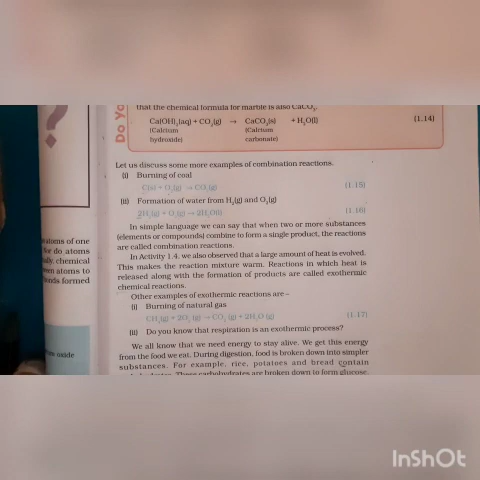 Do Yo
that the chemical formula for marble is also CaCO₃.
Ca(OH)₂(aq) + CO₂(g) → CaCO₃(s) + H₂O(l) (1.14)
(Calcium (Calcium
hydroxide) carbonate)
Let us discuss some more examples of combination reactions.
(i) Burning of coal
C(s) + O₂(g) → CO₂(g) (1.15)
(ii) Formation of water from H₂(g) and O₂(g)
2H₂(g) + O₂(g) → 2H₂O(l) (1.16)
In simple language we can say that when two or more substances
(elements or compounds) combine to form a single product, the reactions
are called combination reactions.
In Activity 1.4, we also observed that a large amount of heat is evolved.
This makes the reaction mixture warm. Reactions in which heat is
released along with the formation of products are called exothermic
chemical reactions.
Other examples of exothermic reactions are –
(i) Burning of natural gas
CH₄(g) + 2O₂ (g) → CO₂ (g) + 2H₂O (g) (1.17)
(ii) Do you know that respiration is an exothermic process?
We all know that we need energy to stay alive. We get this energy
from the food we eat. During digestion, food is broken down into simpler
substances. For example, rice, potatoes and bread contain
These carbohydrates are broken down to form glucose.
?
atoms of one
do atoms
chemical
atoms to
formed
oxide
InShOt